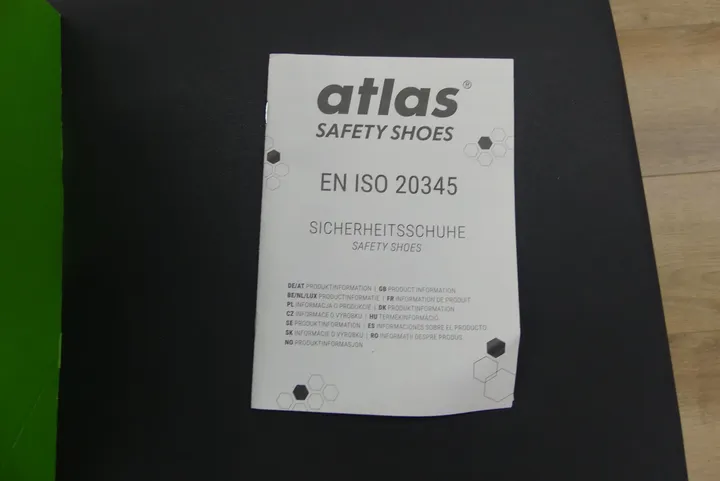 atlas®
SAFETY SHOES
EN ISO 20345
SICHERHEITSSCHUHE
SAFETY SHOES
DE/AT PRODUKTINFORMATION | GB PRODUCT INFORMATION
BE/NL/LUX PRODUCTINFORMATIE | FR INFORMATION DE PRODUIT
PL INFORMACJA O PRODUKCIE | DK PRODUKTINFORMATION
CZ INFORMACE O VÝROBKU | HU TERMÉKINFORMÁCIÓ
SE PRODUKTINFORMATION | ES INFORMACIONES SOBRE EL PRODUCTO
SK INFORMÁCIE O VÝROBKU | RO INFORMAȚII DESPRE PRODUS
NO PRODUKTINFORMASJON